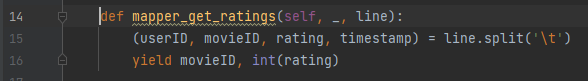 14 def mapper_get_ratings(self, _, line):
15 (userID, movieID, rating, timestamp) = line.split('\t')
16 yield movieID, int(rating)